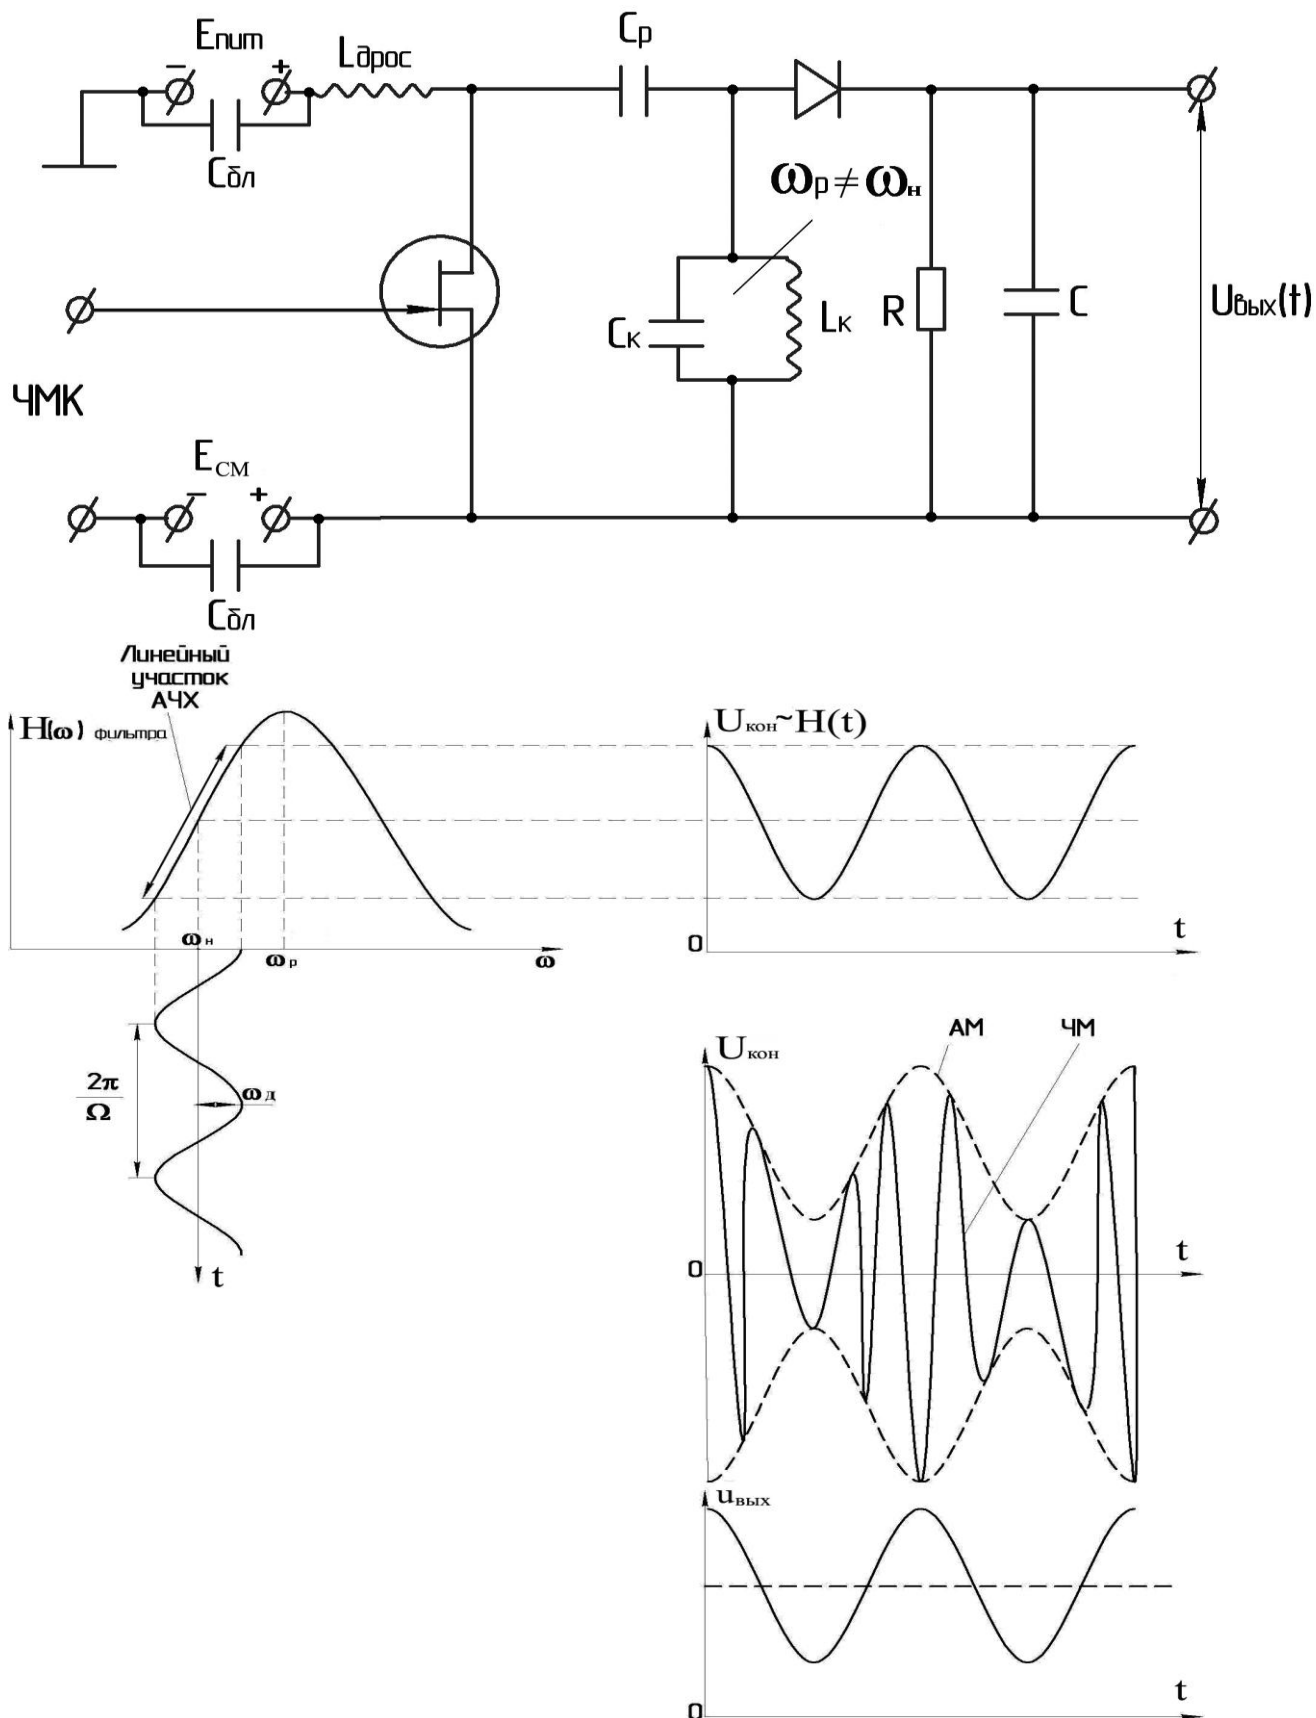 Eпит
Lдрос
Cр
− +
Cбл
ωр ≠ ωн
Cк
Lк
R
C
Uвых(t)
ЧМК
Eсм
− +
Cбл
Линейный
участок
АЧХ
H(ω) фильтра
Uкон~H(t)
ωн
ωр
ω
0
t
2π
Ω
ωд
t
Uкон
АМ
ЧМ
0
t
uвых
0
t